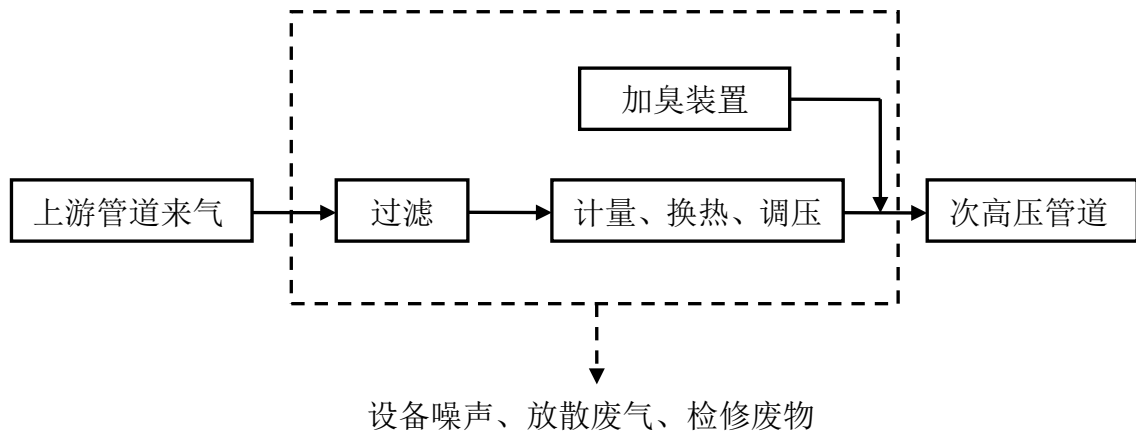 加臭装置
上游管道来气
过滤
计量、换热、调压
次高压管道
设备噪声、放散废气、检修废物